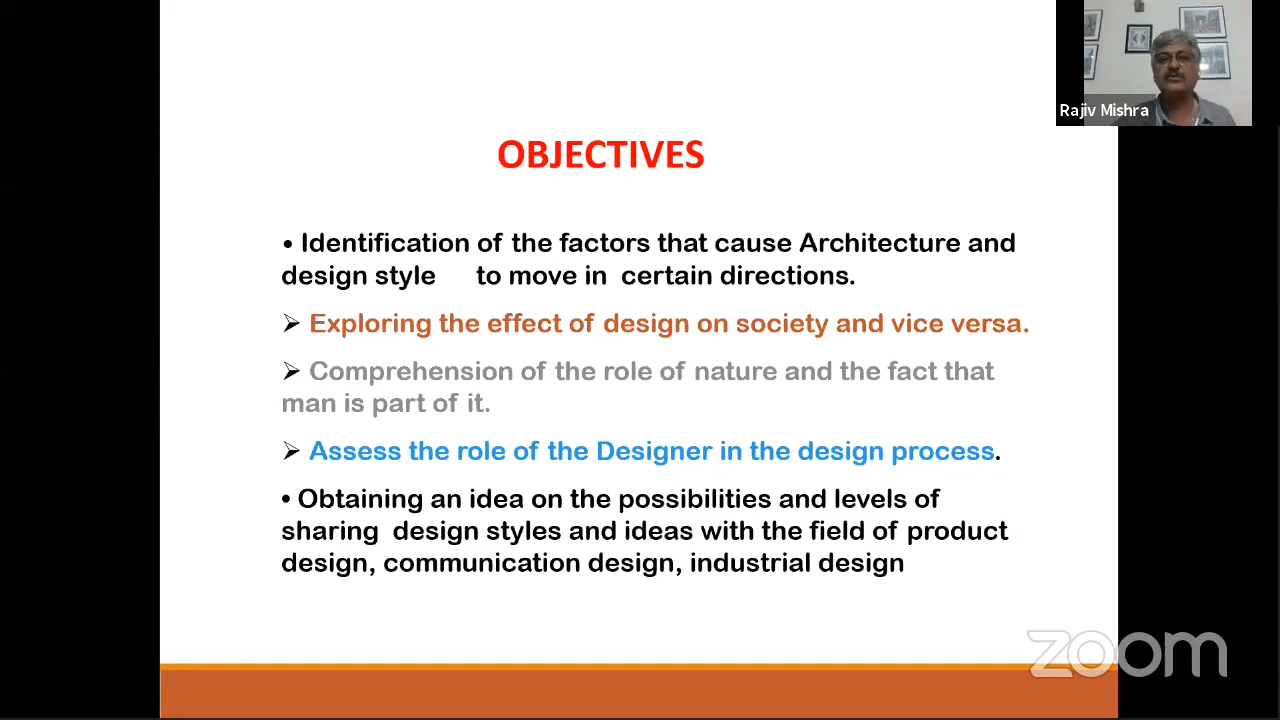 Rajiv Mishra
OBJECTIVES
• Identification of the factors that cause Architecture and
design style to move in certain directions.
➢ Exploring the effect of design on society and vice versa.
➢ Comprehension of the role of nature and the fact that
man is part of it.
➢ Assess the role of the Designer in the design process.
• Obtaining an idea on the possibilities and levels of
sharing design styles and ideas with the field of product
design, communication design, industrial design
zoom